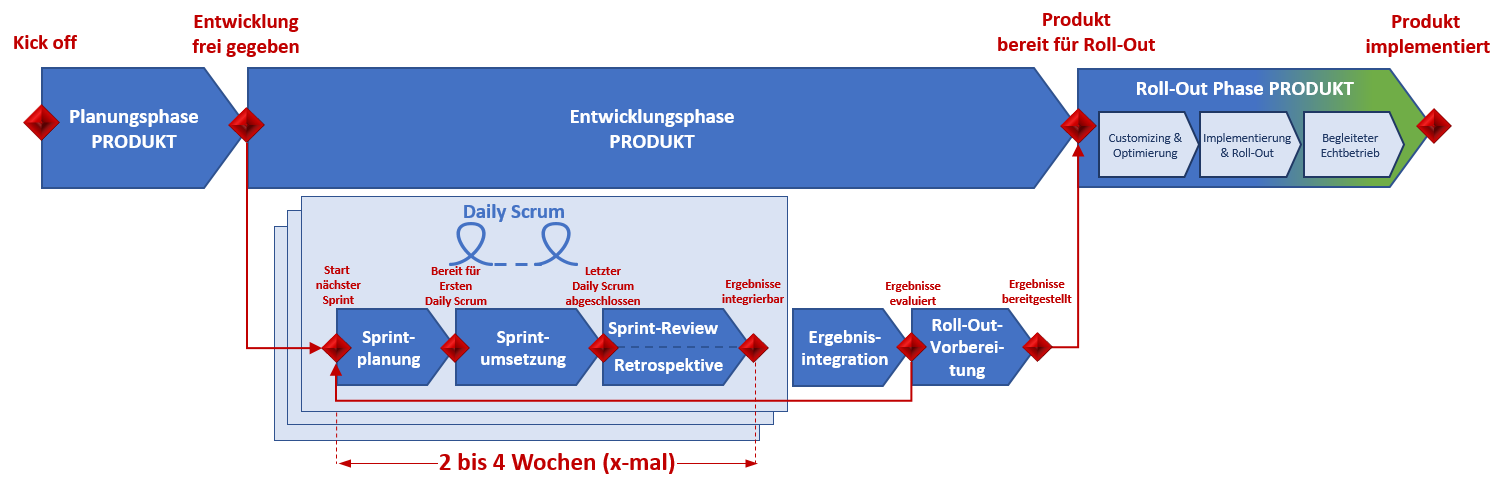 Kick off
Entwicklung
frei gegeben
Produkt
bereit für Roll-Out
Produkt
implementiert
Planungsphase
PRODUKT
Entwicklungsphase
PRODUKT
Roll-Out Phase PRODUKT
Customizing &
Optimierung
Implementierung
& Roll-Out
Begleiteter
Echtbetrieb
Daily Scrum
Start
nächster
Sprint
Bereit für
Ersten
Daily Scrum
Letzter
Daily Scrum
abgeschlossen
Ergebnisse
integrierbar
Ergebnisse
evaluiert
Ergebnisse
bereitgestellt
Sprint-
planung
Sprint-
umsetzung
Sprint-Review
Retrospektive
Ergebnis-
integration
Roll-Out-
Vorberei-
tung
2 bis 4 Wochen (x-mal)